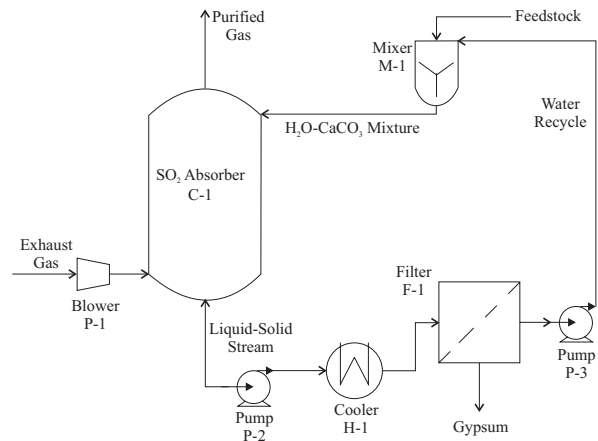 Purified
Gas
Feedstock
Mixer
M-1
Water
Recycle
H₂O-CaCO₃ Mixture
SO₂ Absorber
C-1
Exhaust
Gas
Blower
P-1
Filter
F-1
Liquid-Solid
Stream
Pump
P-2
Cooler
H-1
Gypsum
Pump
P-3